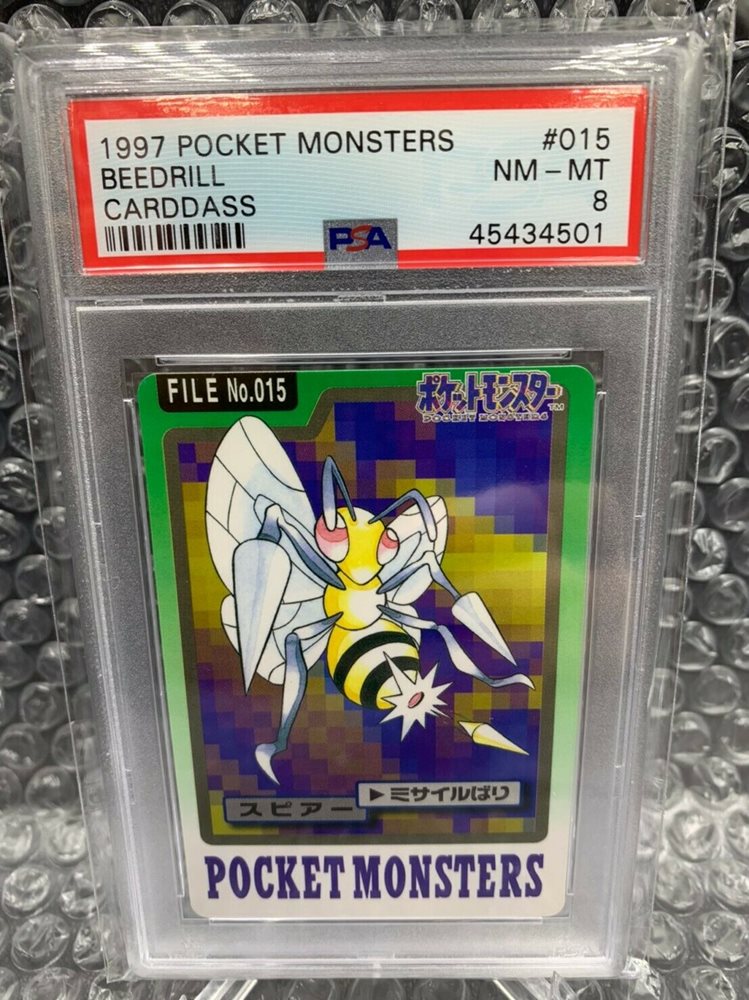 1997 POCKET MONSTERS #015
BEEDRILL NM - MT
CARDDASS 8
PSA 45434501
FILE No.015
ポケットモンスター TM
POCKET MONSTERS
スピアー
▶ミサイルばり
POCKET MONSTERS